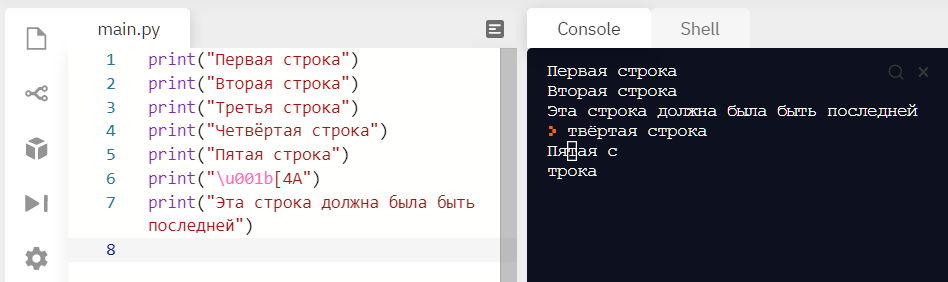 main.py
1 print("Первая строка")
2 print("Вторая строка")
3 print("Третья строка")
4 print("Четвёртая строка")
5 print("Пятая строка")
6 print("\u001b[4A")
7 print("Эта строка должна была быть
последней")
8
Console Shell
Первая строка
Вторая строка
Эта строка должна была быть последней
> твёртая строка
Пятая с
трока